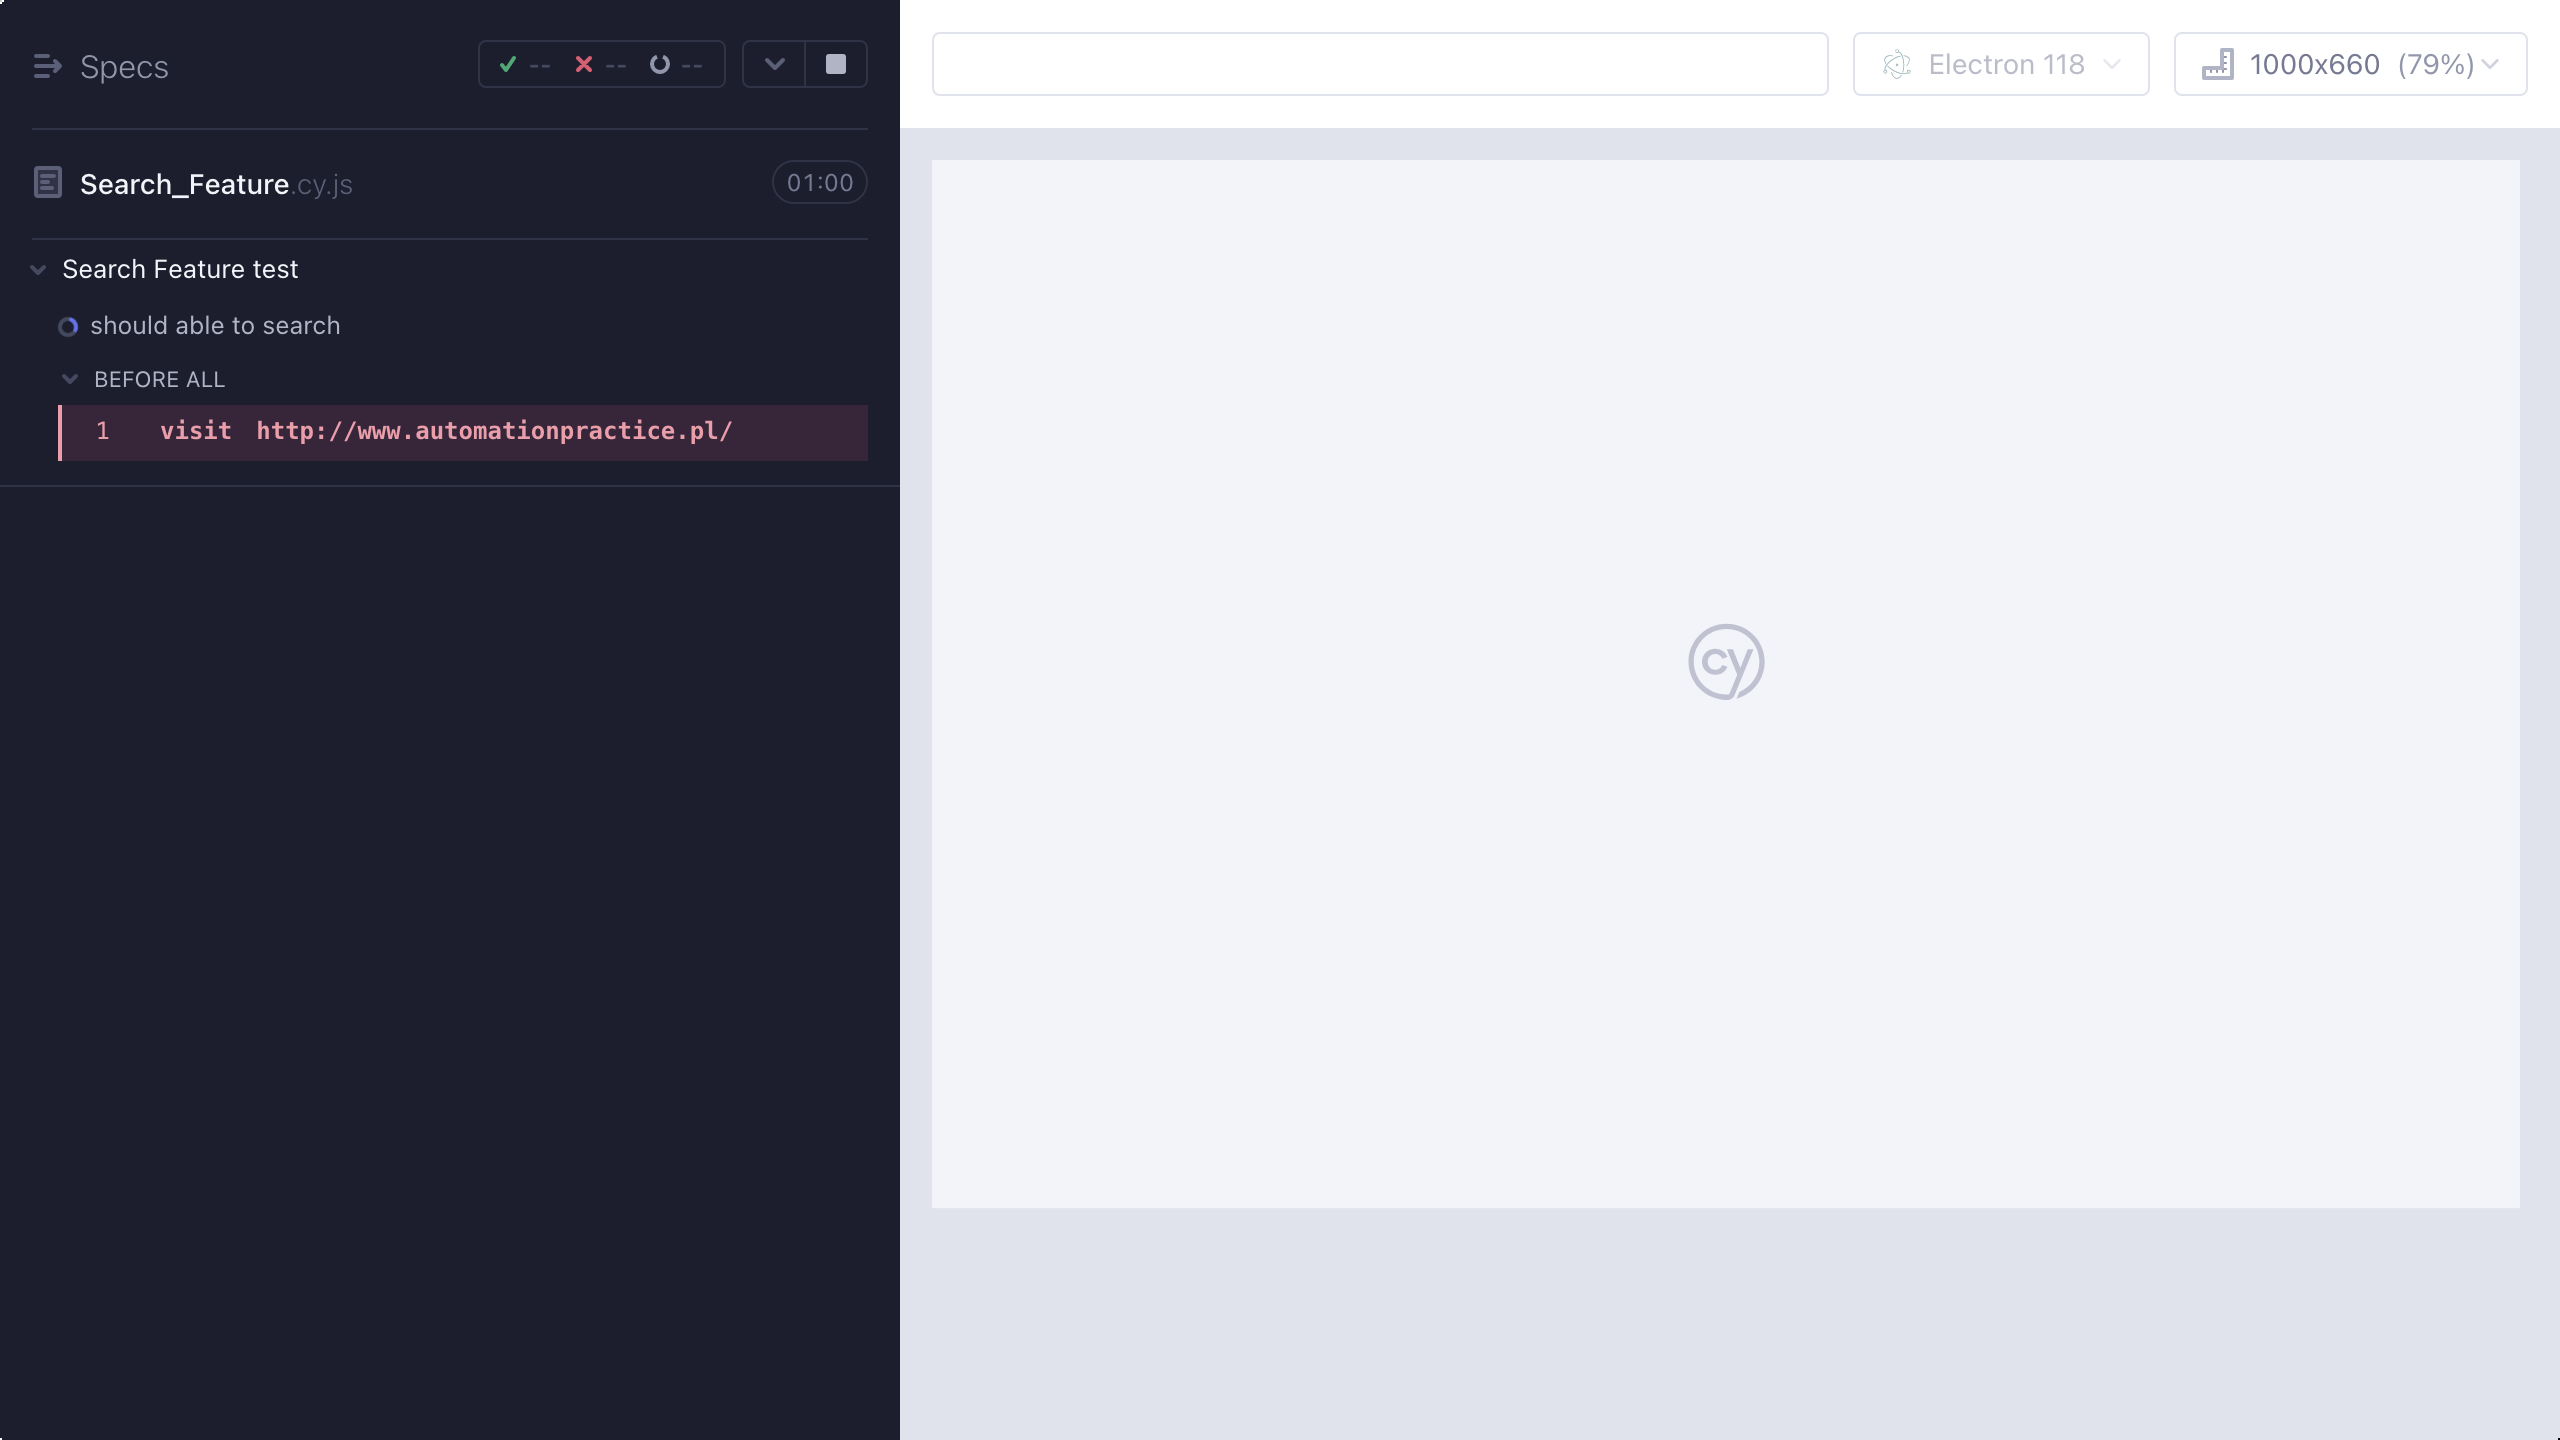 Specs
-- -- --
Search_Feature.cy.js 01:00
Search Feature test
should able to search
BEFORE ALL
1 visit http://www.automationpractice.pl/
Electron 118
1000x660 (79%)
cy